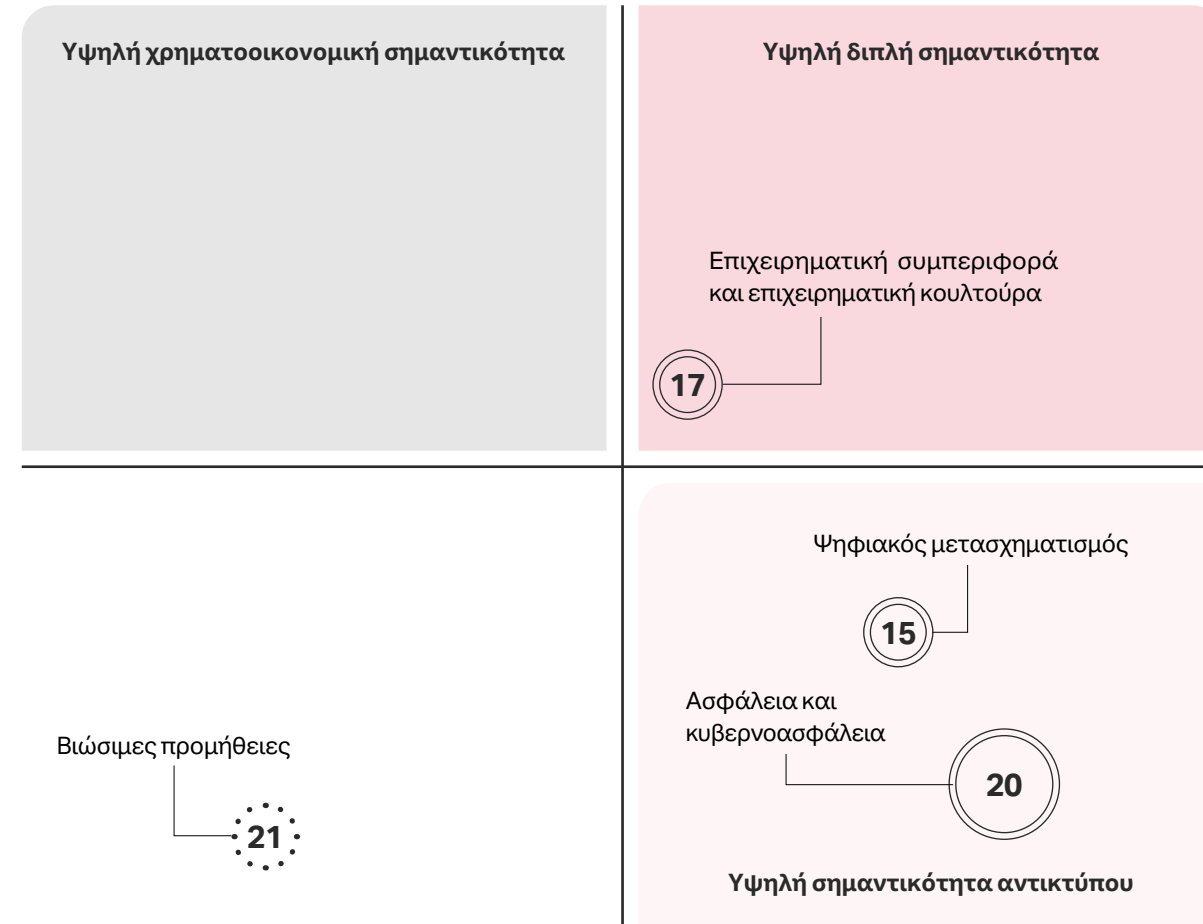 Υψηλή χρηματοοικονομική σημαντικότητα
Υψηλή διπλή σημαντικότητα
Επιχειρηματική συμπεριφορά
και επιχειρηματική κουλτούρα
17
Ψηφιακός μετασχηματισμός
15
Ασφάλεια και
κυβερνοασφάλεια
20
Βιώσιμες προμήθειες
21
Υψηλή σημαντικότητα αντικτύπου